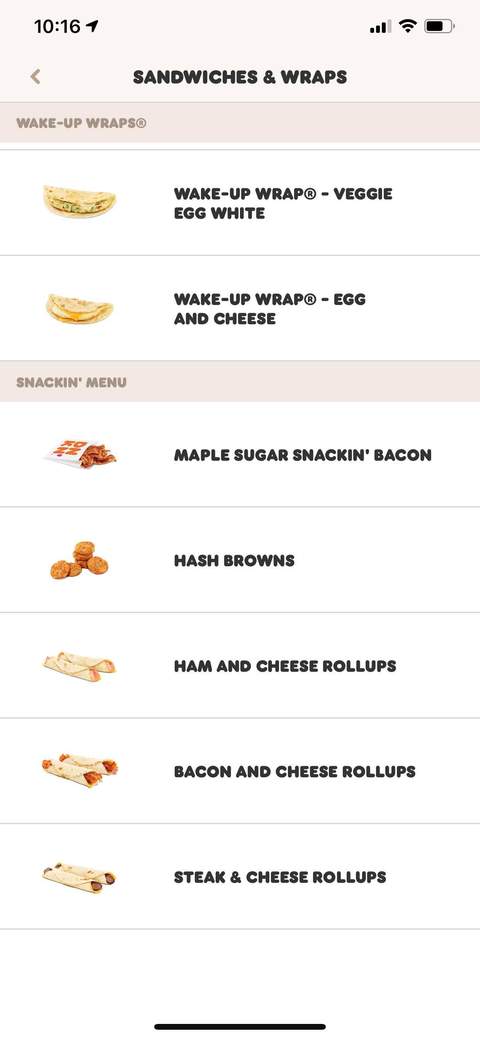 10:16
SANDWICHES & WRAPS
WAKE-UP WRAPS®
WAKE-UP WRAP® - VEGGIE
EGG WHITE
WAKE-UP WRAP® - EGG
AND CHEESE
SNACKIN' MENU
MAPLE SUGAR SNACKIN' BACON
HASH BROWNS
HAM AND CHEESE ROLLUPS
BACON AND CHEESE ROLLUPS
STEAK & CHEESE ROLLUPS